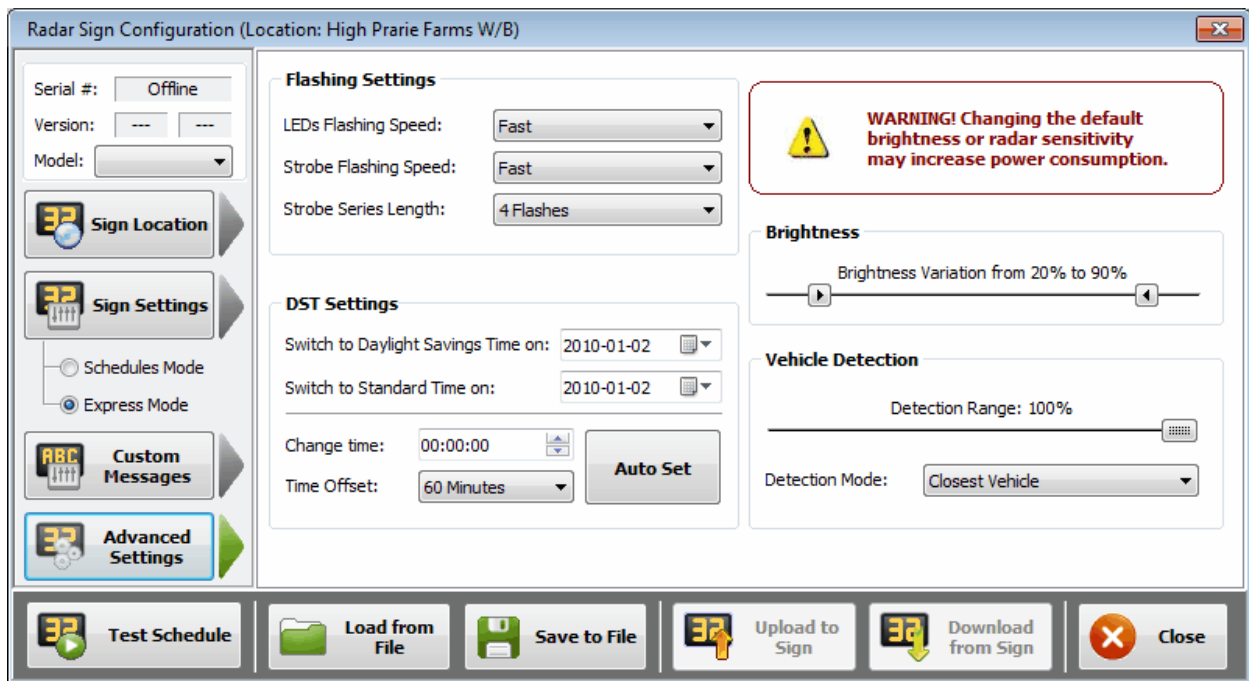 Radar Sign Configuration (Location: High Prarie Farms W/B)
Serial #: Offline
Version: --- ---
Model:
Sign Location
Sign Settings
Schedules Mode
Express Mode
Custom
Messages
Advanced
Settings
Flashing Settings
LEDs Flashing Speed: Fast
Strobe Flashing Speed: Fast
Strobe Series Length: 4 Flashes
DST Settings
Switch to Daylight Savings Time on: 2010-01-02
Switch to Standard Time on: 2010-01-02
Change time: 00:00:00
Time Offset: 60 Minutes
Auto Set
WARNING! Changing the default
brightness or radar sensitivity
may increase power consumption.
Brightness
Brightness Variation from 20% to 90%
Vehicle Detection
Detection Range: 100%
Detection Mode: Closest Vehicle
Test Schedule
Load from
File
Save to File
Upload to
Sign
Download
from Sign
Close